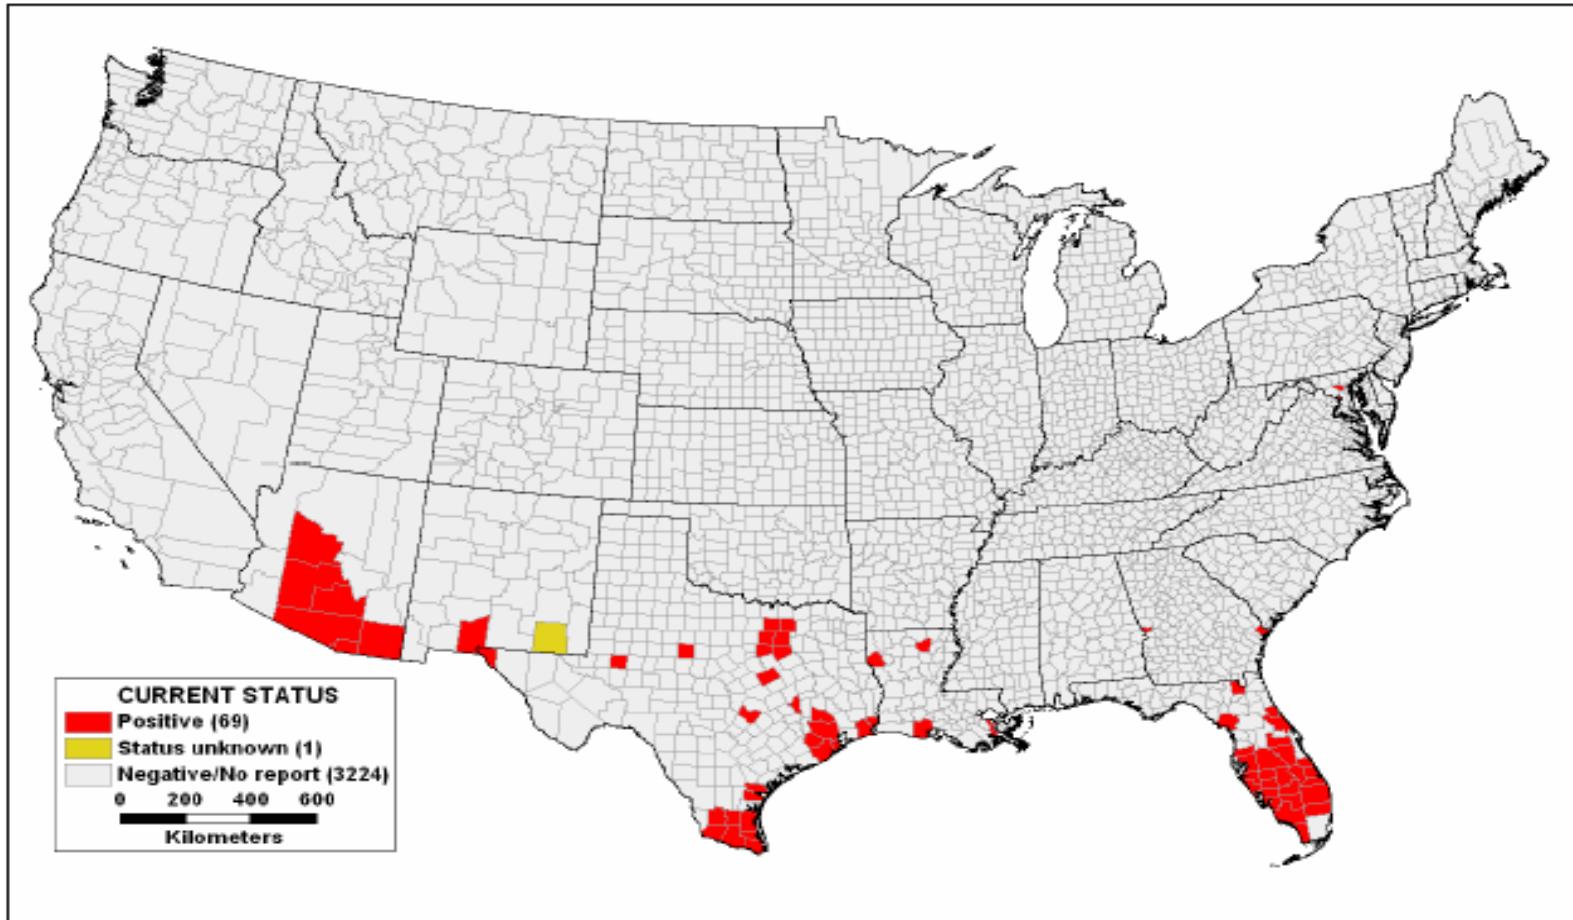 CURRENT STATUS
Positive (69)
Status unknown (1)
Negative/No report (3224)
0 200 400 600
Kilometers